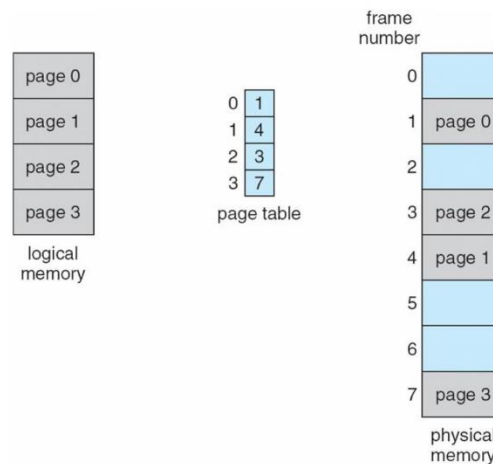 page 0
page 1
page 2
page 3
logical
memory
0 1
1 4
2 3
3 7
page table
frame
number
0
1 page 0
2
3 page 2
4 page 1
5
6
7 page 3
physical
memory